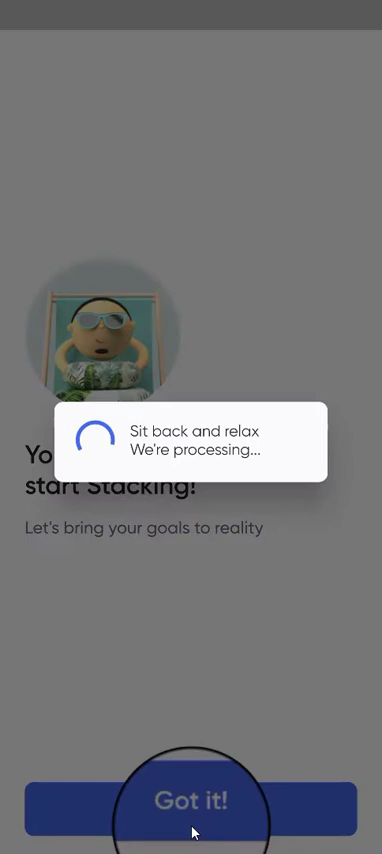 Sit back and relax
We're processing...
Yo
start Stacking!
Let's bring your goals to reality
Got it!